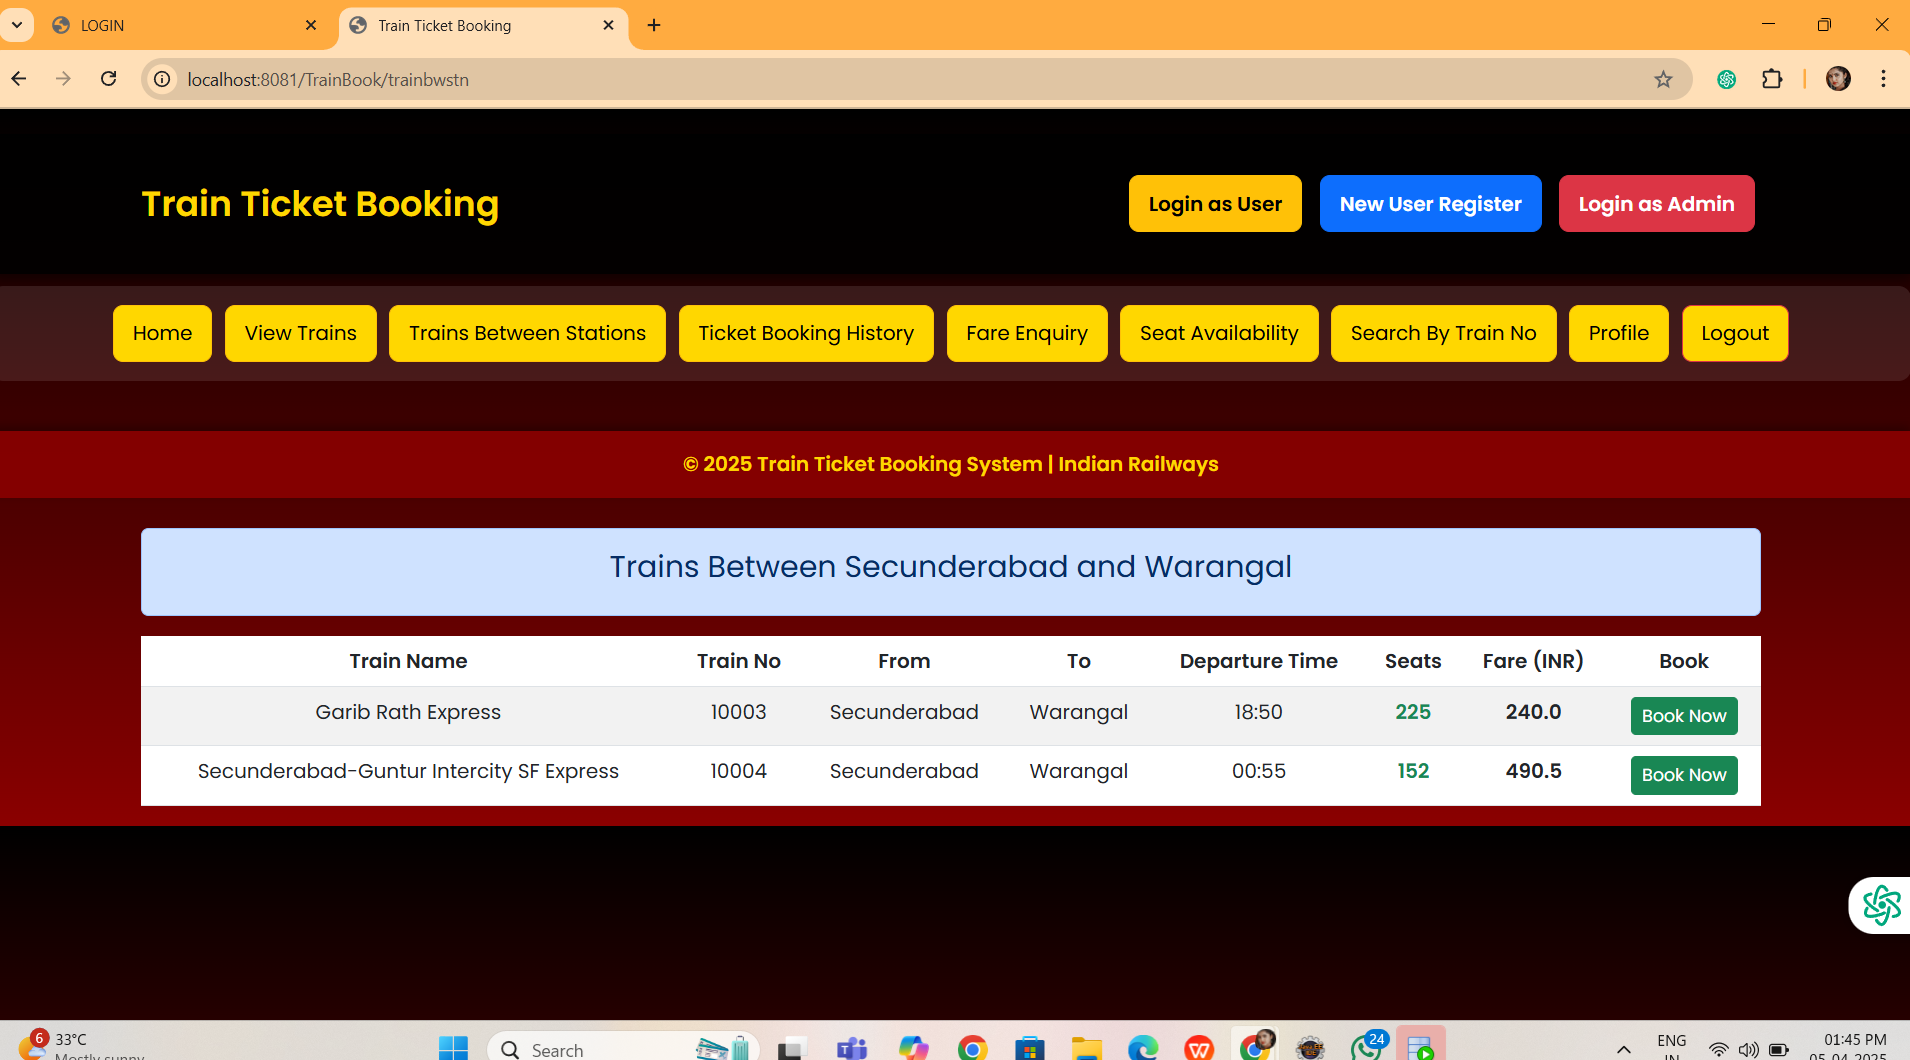 LOGIN
Train Ticket Booking
localhost:8081/TrainBook/trainbwstn
Train Ticket Booking
Login as User
New User Register
Login as Admin
Home
View Trains
Trains Between Stations
Ticket Booking History
Fare Enquiry
Seat Availability
Search By Train No
Profile
Logout
© 2025 Train Ticket Booking System | Indian Railways
Trains Between Secunderabad and Warangal
Train Name Train No From To Departure Time Seats Fare (INR) Book
Garib Rath Express 10003 Secunderabad Warangal 18:50 225 240.0 Book Now
Secunderabad-Guntur Intercity SF Express 10004 Secunderabad Warangal 00:55 152 490.5 Book Now
6
33°C
Mostly sunny
Search
24
ENG
IN
01:45 PM
05-04-2025